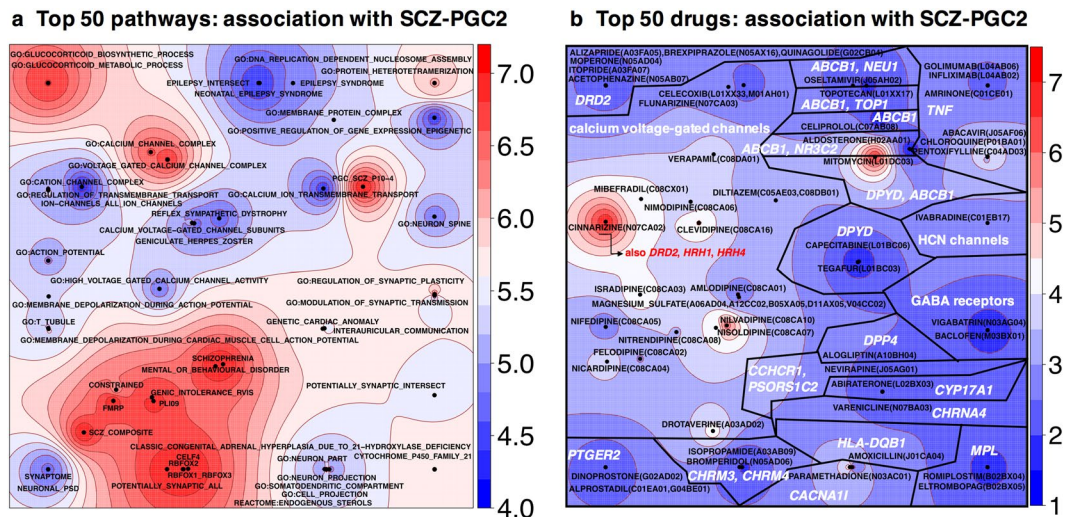 a Top 50 pathways: association with SCZ-PGC2
GO:GLUCOCORTICOID_BIOSYNTHETIC_PROCESS
GO:GLUCOCORTICOID_METABOLIC_PROCESS
GO:DNA_REPLICATION_DEPENDENT_NUCLEOSOME_ASSEMBLY
GO:PROTEIN_HETEROTETRAMERIZATION
EPILEPSY_INTERSECT
EPILEPSY_SYNDROME
NEONATAL_EPILEPSY_SYNDROME
GO:MEMBRANE_PROTEIN_COMPLEX
GO:POSITIVE_REGULATION_OF_GENE_EXPRESSION_EPIGENETIC
GO:CALCIUM_CHANNEL_COMPLEX
GO:VOLTAGE_GATED_CALCIUM_CHANNEL_COMPLEX
PGC_SCZ_P10-4
GO:CATION_CHANNEL_COMPLEX
GO:REGULATION_OF_TRANSMEMBRANE_TRANSPORT
GO:CALCIUM_ION_TRANSMEMBRANE_TRANSPORT
ION-CHANNELS_ALL_ION_CHANNELS
REFLEX_SYMPATHETIC_DYSTROPHY
GO:NEURON_SPINE
CALCIUM_VOLTAGE-GATED_CHANNEL_SUBUNITS
GENICULATE_HERPES_ZOSTER
GO:ACTION_POTENTIAL
GO:HIGH_VOLTAGE_GATED_CALCIUM_CHANNEL_ACTIVITY
GO:REGULATION_OF_SYNAPTIC_PLASTICITY
GO:MEMBRANE_DEPOLARIZATION_DURING_ACTION_POTENTIAL
GO:MODULATION_OF_SYNAPTIC_TRANSMISSION
GO:T_TUBULE
GENETIC_CARDIAC_ANOMALY
INTERAURICULAR_COMMUNICATION
GO:MEMBRANE_DEPOLARIZATION_DURING_CARDIAC_MUSCLE_CELL_ACTION_POTENTIAL
SCHIZOPHRENIA
MENTAL_OR_BEHAVIOURAL_DISORDER
CONSTRAINED
GENIC_INTOLERANCE_RVIS
POTENTIALLY_SYNAPTIC_INTERSECT
FMRP
PLI09
SCZ_COMPOSITE
CLASSIC_CONGENITAL_ADRENAL_HYPERPLASIA_DUE_TO_21-HYDROXYLASE_DEFICIENCY
CELF4
CYTOCHROME_P450_FAMILY_21
RBFOX2
GO:NEURON_PART
RBFOX1_RBFOX3
GO:NEURON_PROJECTION
SYNAPTOME
POTENTIALLY_SYNAPTIC_ALL
GO:SOMATODENDRITIC_COMPARTMENT
NEURONAL_PSD
GO:CELL_PROJECTION
REACTOME:ENDOGENOUS_STEROLS
7.0
6.5
6.0
5.5
5.0
4.5
4.0
b Top 50 drugs: association with SCZ-PGC2
ALIZAPRIDE(A03FA05),BREXPIPRAZOLE(N05AX16),QUINAGOLIDE(G02CB04)
MOPERONE(N05AD04)
ITOPRIDE(A03FA07)
ACETOPHENAZINE(N05AB07)
ABCB1, NEU1
GOLIMUMAB(L04AB06)
INFLIXIMAB(L04AB02)
OSELTAMIVIR(J05AH02)
CELECOXIB(L01XX33,M01AH01)
TOPOTECAN(L01XX17)
AMRINONE(C01CE01)
DRD2
FLUNARIZINE(N07CA03)
ABCB1, TOP1
TNF
ABCB1
calcium voltage-gated channels
CELIPROLOL(C07AB08)
ABACAVIR(J05AF06)
ALDOSTERONE(H02AA01)
CHLOROQUINE(P01BA01)
ABCB1, NR3C2
PENTOXIFYLLINE(C04AD03)
VERAPAMIL(C08DA01)
MITOMYCIN(L01DC03)
MIBEFRADIL(C08CX01)
DILTIAZEM(C05AE03,C08DB01)
DPYD, ABCB1
NIMODIPINE(C08CA06)
CINNARIZINE(N07CA02)
CLEVIDIPINE(C08CA16)
IVABRADINE(C01EB17)
DPYD
HCN channels
CAPECITABINE(L01BC06)
also DRD2, HRH1, HRH4
TEGAFUR(L01BC03)
ISRADIPINE(C08CA03)
AMLODIPINE(C08CA01)
MAGNESIUM_SULFATE(A06AD04,A12CC02,B05XA05,D11AX05,V04CC02)
GABA receptors
NIFEDIPINE(C08CA05)
NILVADIPINE(C08CA10)
NISOLDIPINE(C08CA07)
VIGABATRIN(N03AG04)
BACLOFEN(M03BX01)
NITRENDIPINE(C08CA08)
DPP4
FELODIPINE(C08CA02)
ALOGLIPTIN(A10BH04)
NICARDIPINE(C08CA04)
CCHCR1,
PSORS1C2
NEVIRAPINE(J05AG01)
ABIRATERONE(L02BX03)
CYP17A1
VARENICLINE(N07BA03)
CHRNA4
DROTAVERINE(A03AD02)
HLA-DQB1
PTGER2
ISOPROPAMIDE(A03AB09)
AMOXICILLIN(J01CA04)
MPL
BROMPERIDOL(N05AD06)
DINOPROSTONE(G02AD02)
CHRM3, CHRM4
PARAMETHADIONE(N03AC01)
ROMIPLOSTIM(B02BX04)
ALPROSTADIL(C01EA01,G04BE01)
CACNA1I
ELTROMBOPAG(B02BX05)
7
6
5
4
3
2
1